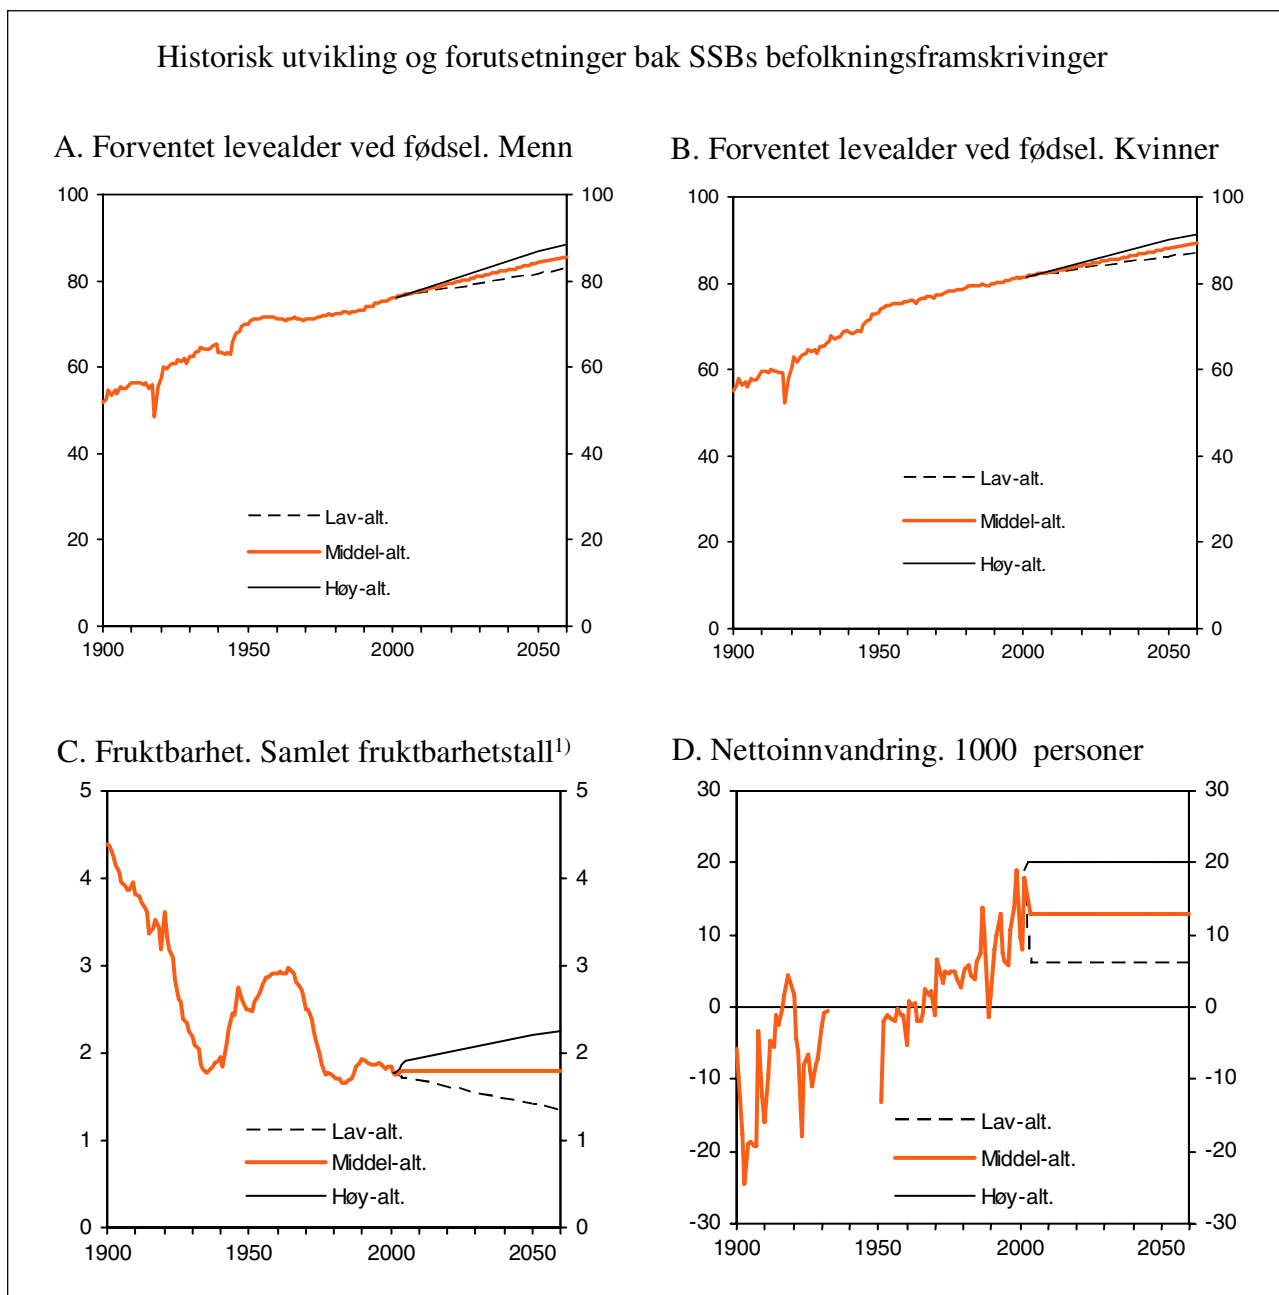 Historisk utvikling og forutsetninger bak SSBs befolkningsframskrivinger
A. Forventet levealder ved fødsel. Menn
100 100
80 80
60 60
40 40
20 20
0 0
Lav-alt.
Middel-alt.
Høy-alt.
1900 1950 2000 2050
B. Forventet levealder ved fødsel. Kvinner
100 100
80 80
60 60
40 40
20 20
0 0
Lav-alt.
Middel-alt.
Høy-alt.
1900 1950 2000 2050
C. Fruktbarhet. Samlet fruktbarhetstall1)
5 5
4 4
3 3
2 2
1 1
0 0
Lav-alt.
Middel-alt.
Høy-alt.
1900 1950 2000 2050
D. Nettoinnvandring. 1000 personer
30 30
20 20
10 10
0 0
-10 -10
-20 -20
-30 -30
Lav-alt.
Middel-alt.
Høy-alt.
1900 1950 2000 2050